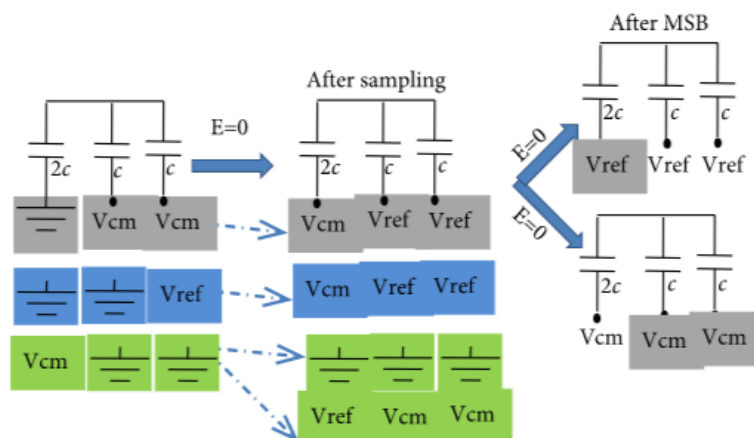 After MSB
After sampling
E=0
2c c c
2c c c
2c c c
E=0
Vref Vref Vref
Vcm Vcm
Vcm Vref Vref
E=0
2c c c
Vref
Vcm Vref Vref
Vcm Vcm Vcm
Vcm
Vref Vcm Vcm